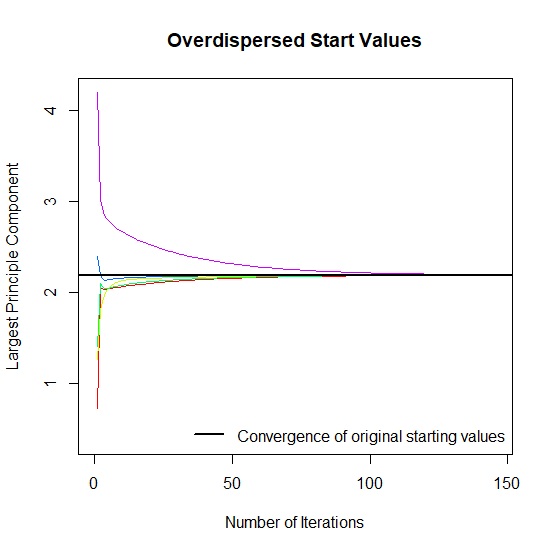 Overdispersed Start Values
Largest Principle Component
4
3
2
1
Convergence of original starting values
0 50 100 150
Number of Iterations